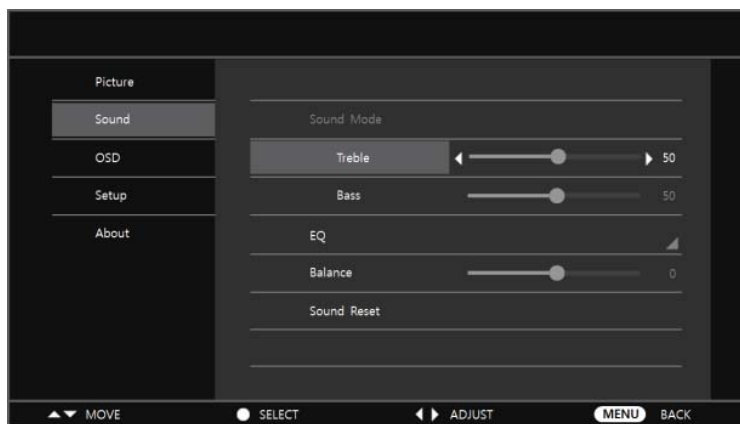 Picture
Sound
OSD
Setup
About
Sound Mode
Treble 50
Bass 50
EQ
Balance 0
Sound Reset
MOVE SELECT ADJUST MENU BACK